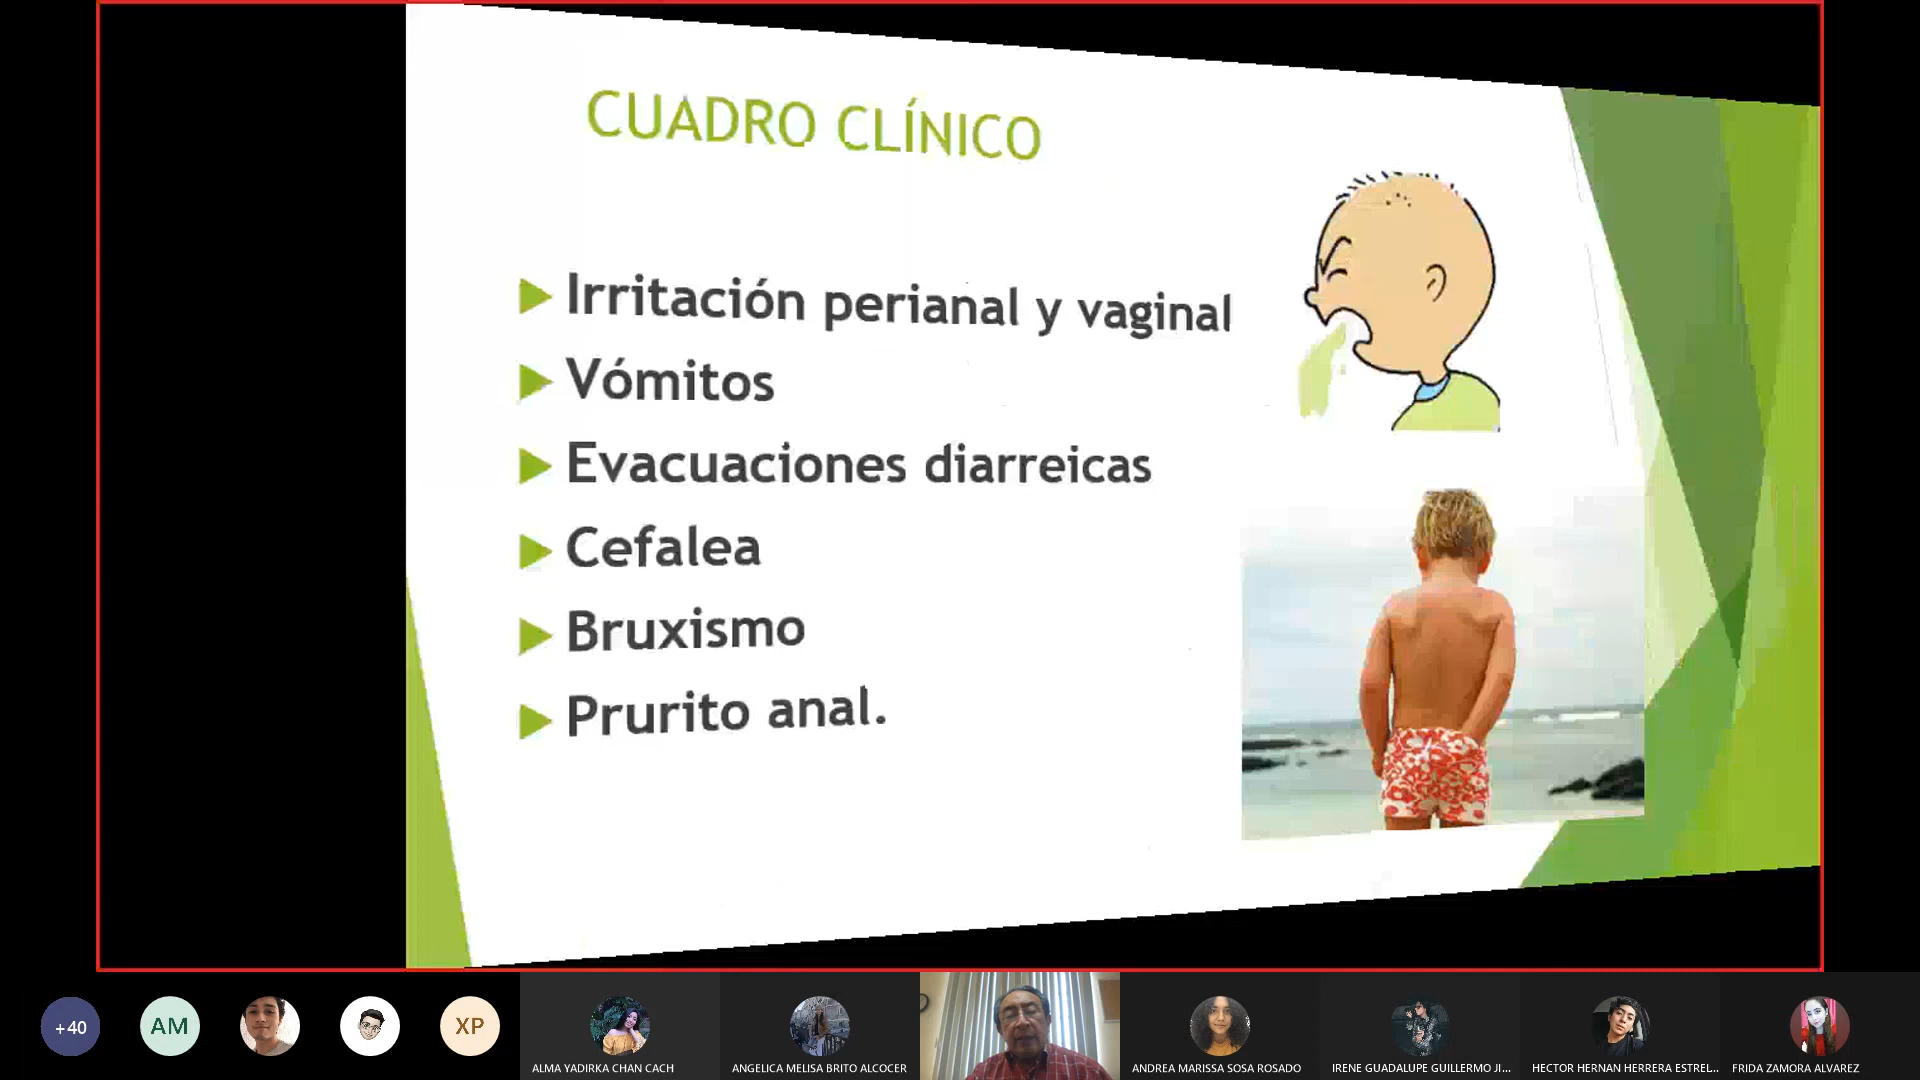 CUADRO CLÍNICO
Irritación perianal y vaginal
Vómitos
Evacuaciones diarreicas
Cefalea
Bruxismo
Prurito anal.
+40
AM
XP
ALMA YADIRKA CHAN CACH
ANGELICA MELISA BRITO ALCOCER
ANDREA MARISSA SOSA ROSADO
IRENE GUADALUPE GUILLERMO JI...
HECTOR HERNAN HERRERA ESTREL...
FRIDA ZAMORA ALVAREZ